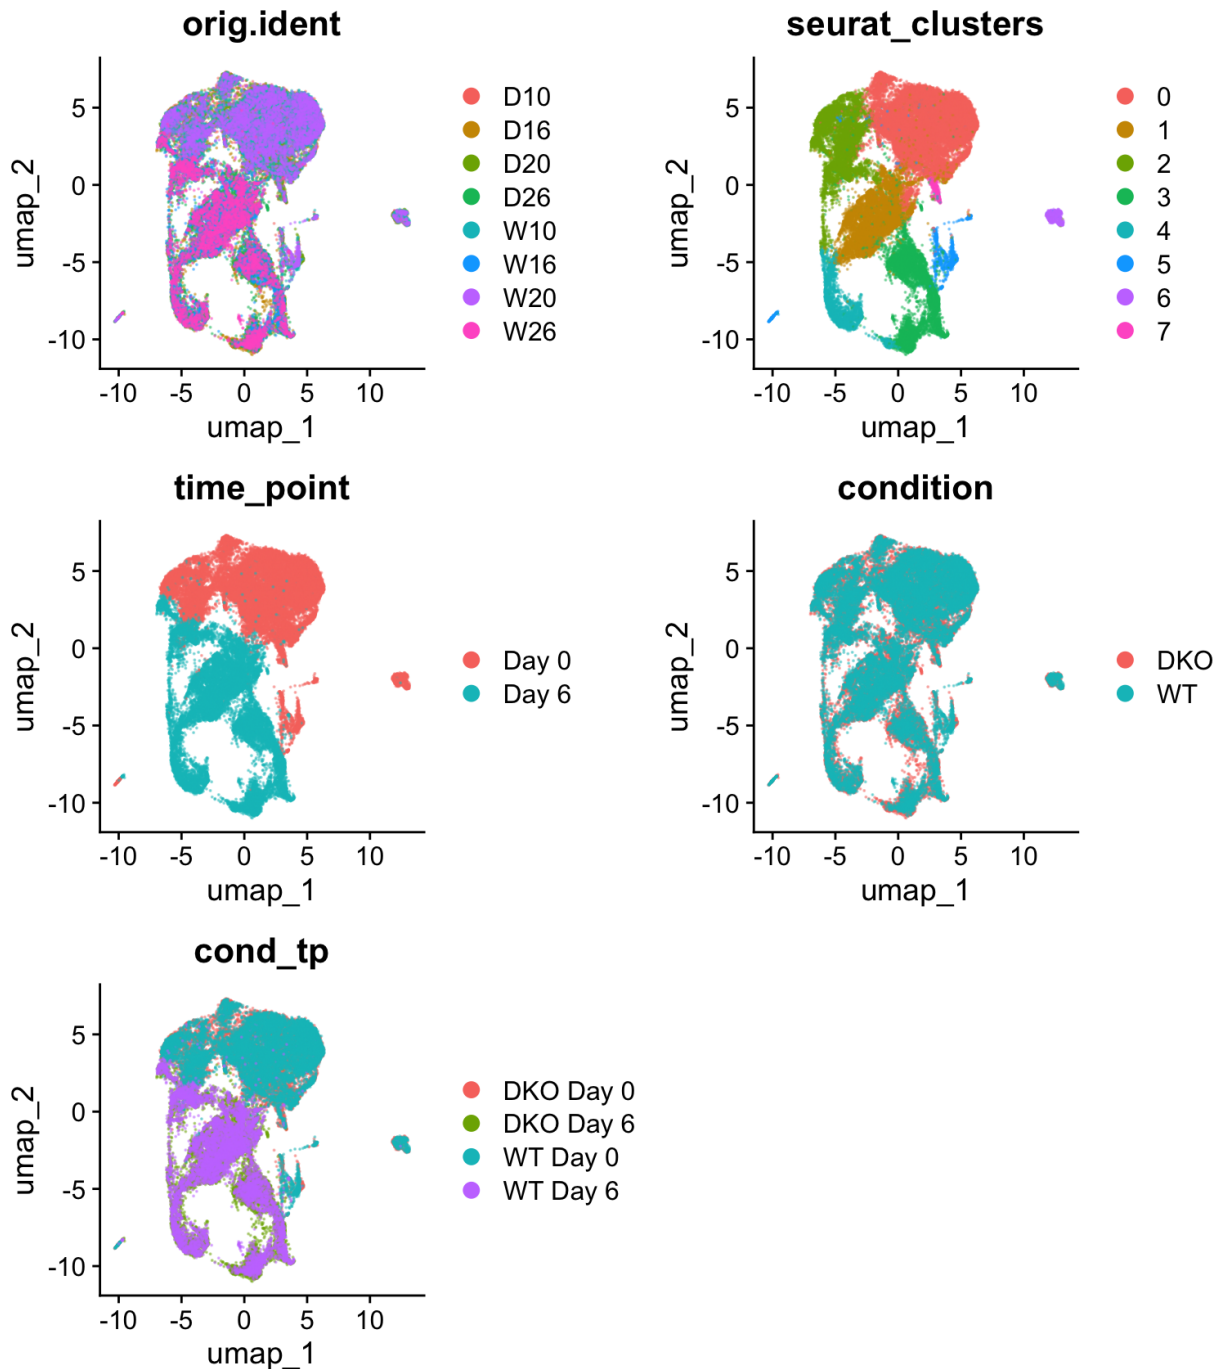 orig.ident
umap_2
5
0
-5
-10
-10 -5 0 5 10
umap_1
D10
D16
D20
D26
W10
W16
W20
W26
seurat_clusters
umap_2
5
0
-5
-10
-10 -5 0 5 10
umap_1
0
1
2
3
4
5
6
7
time_point
umap_2
5
0
-5
-10
-10 -5 0 5 10
umap_1
Day 0
Day 6
condition
umap_2
5
0
-5
-10
-10 -5 0 5 10
umap_1
DKO
WT
cond_tp
umap_2
5
0
-5
-10
-10 -5 0 5 10
umap_1
DKO Day 0
DKO Day 6
WT Day 0
WT Day 6